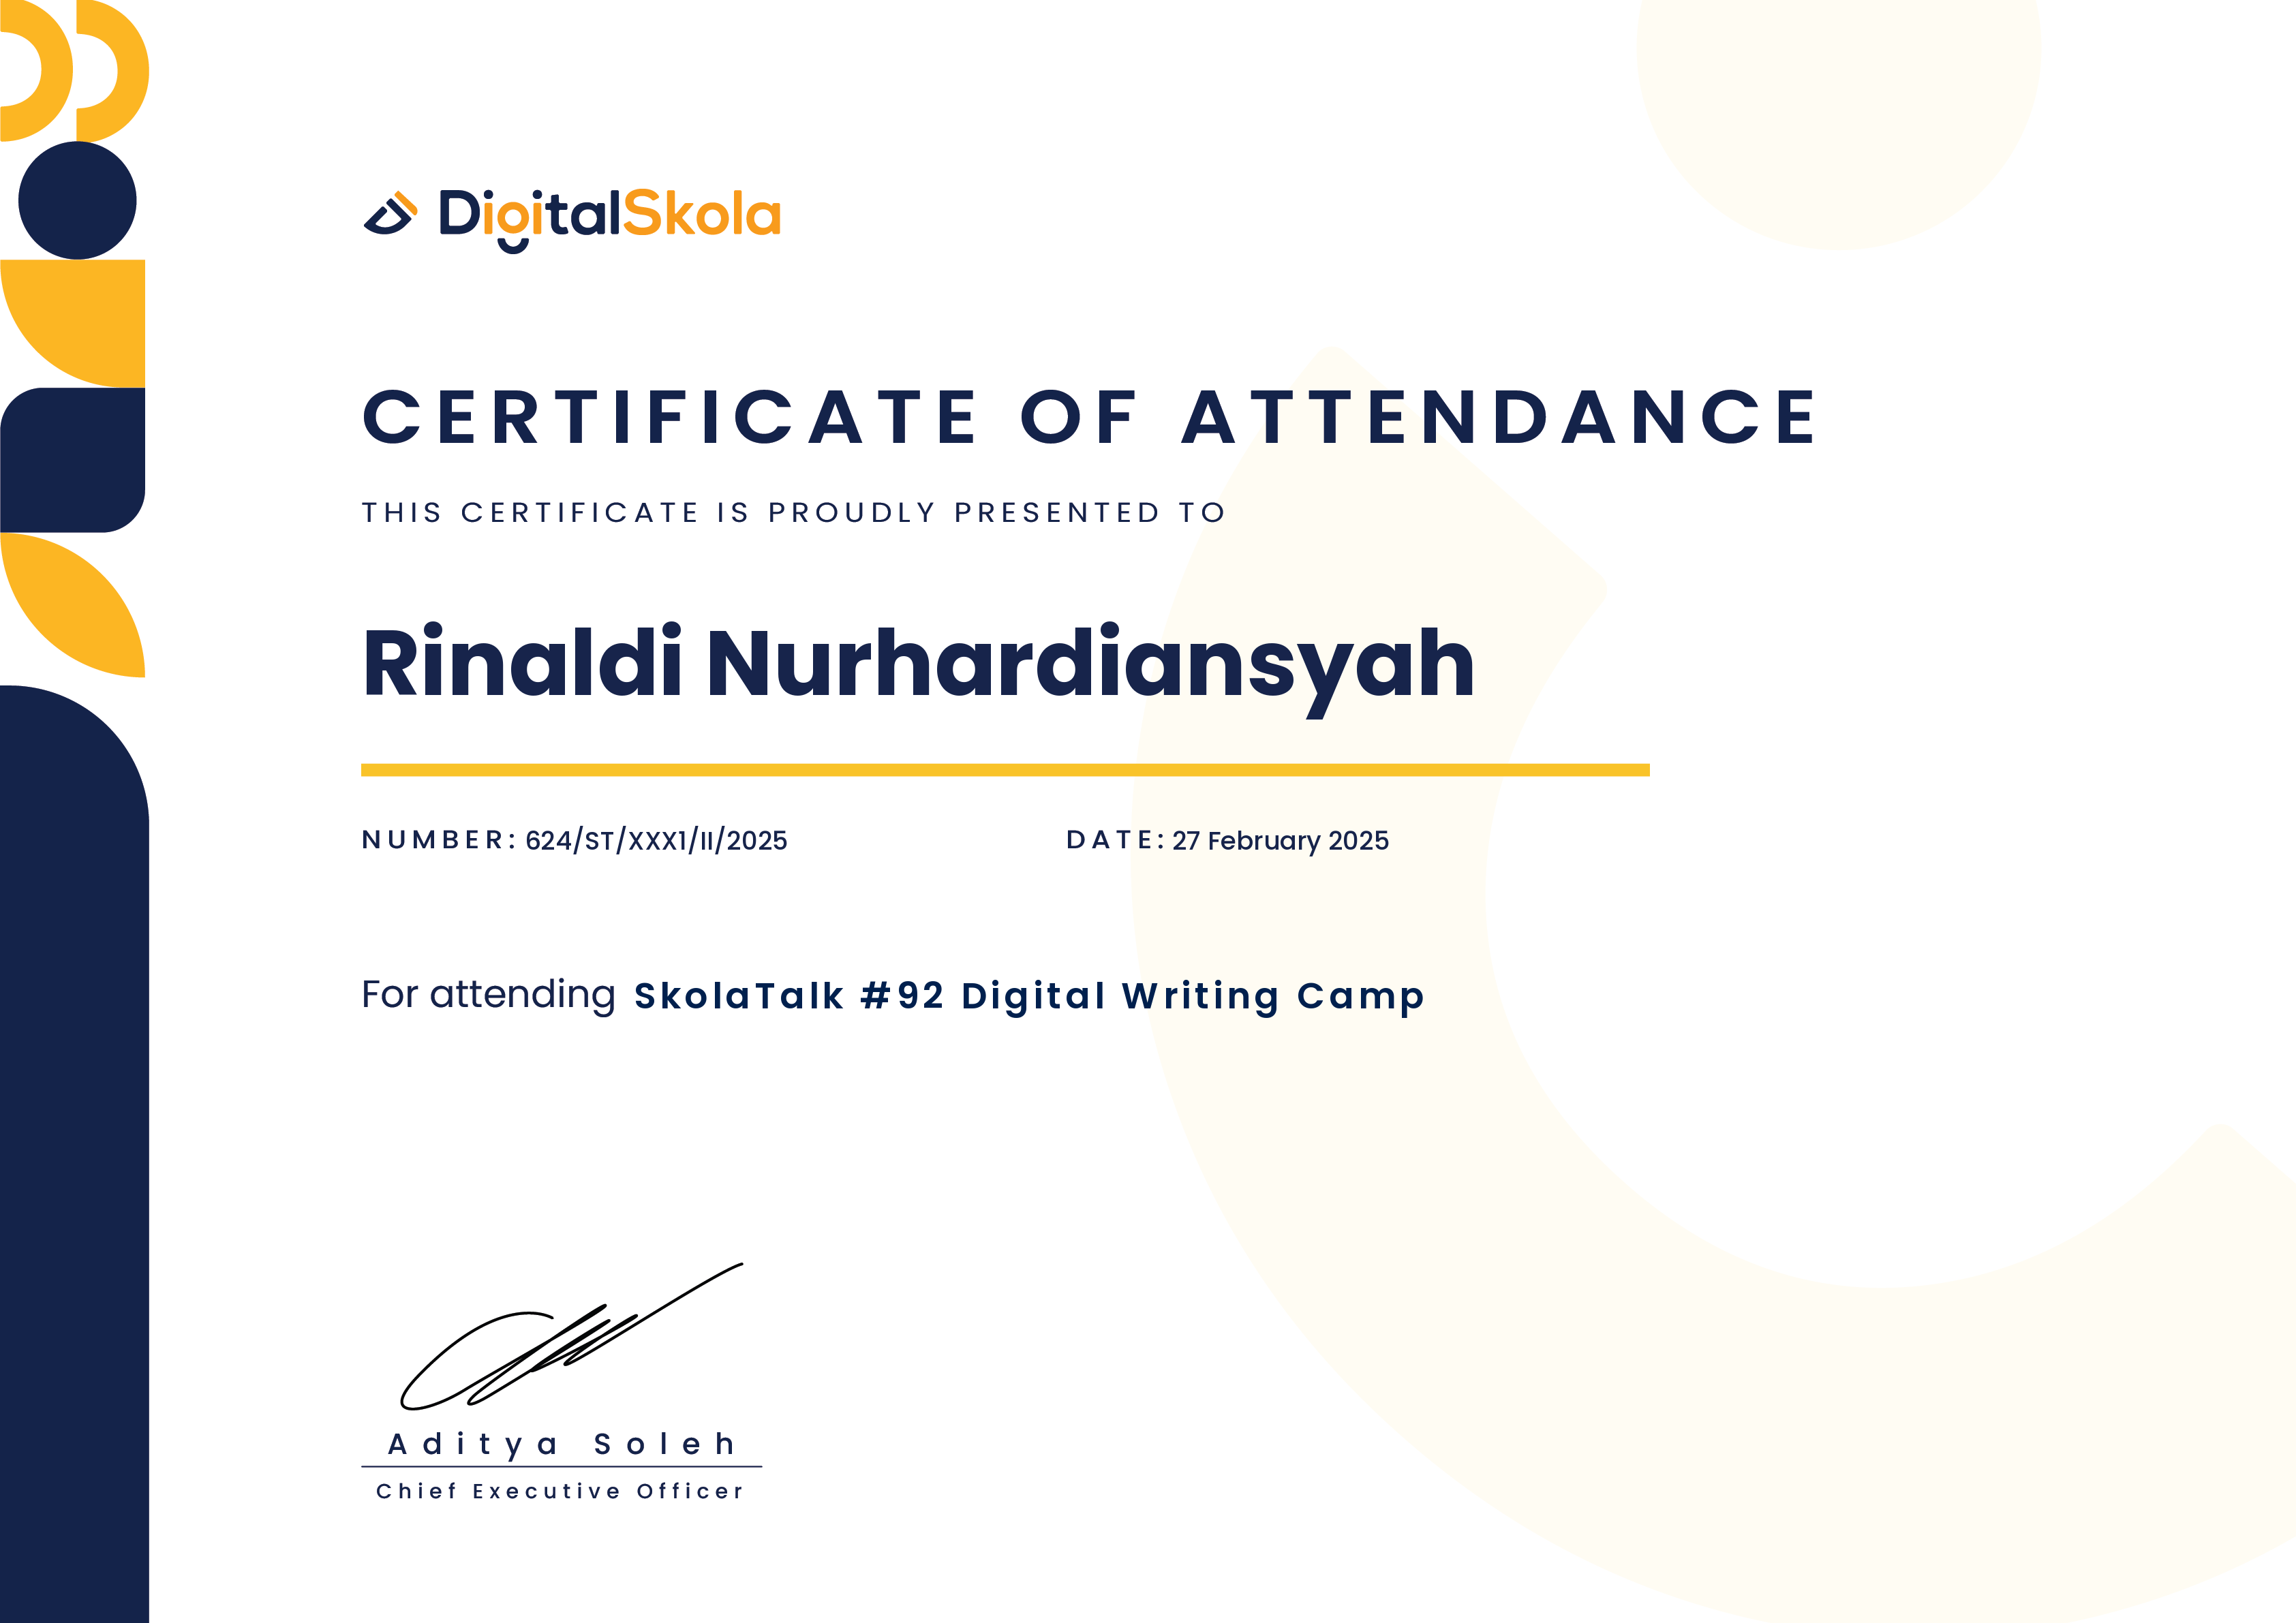 DigitalSkola
CERTIFICATE OF ATTENDANCE
THIS CERTIFICATE IS PROUDLY PRESENTED TO
Rinaldi Nurhardiansyah
NUMBER: 624/ST/XXX1/II/2025
DATE: 27 February 2025
For attending SkolaTalk #92 Digital Writing Camp
Aditya Soleh
Chief Executive Officer